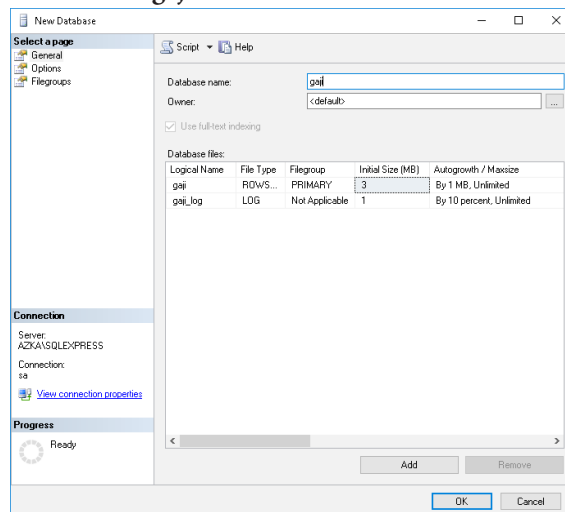 New Database
Select a page
General
Options
Filegroups
Script Help
Database name: gaji
Owner: <default> ...
Use full-text indexing
Database files:
Logical Name File Type Filegroup Initial Size (MB) Autogrowth / Maxsize
gaji ROWS... PRIMARY 3 By 1 MB, Unlimited
gaji_log LOG Not Applicable 1 By 10 percent, Unlimited
Connection
Server:
AZKA\SQLEXPRESS
Connection:
sa
View connection properties
Progress
Ready
Add Remove
OK Cancel